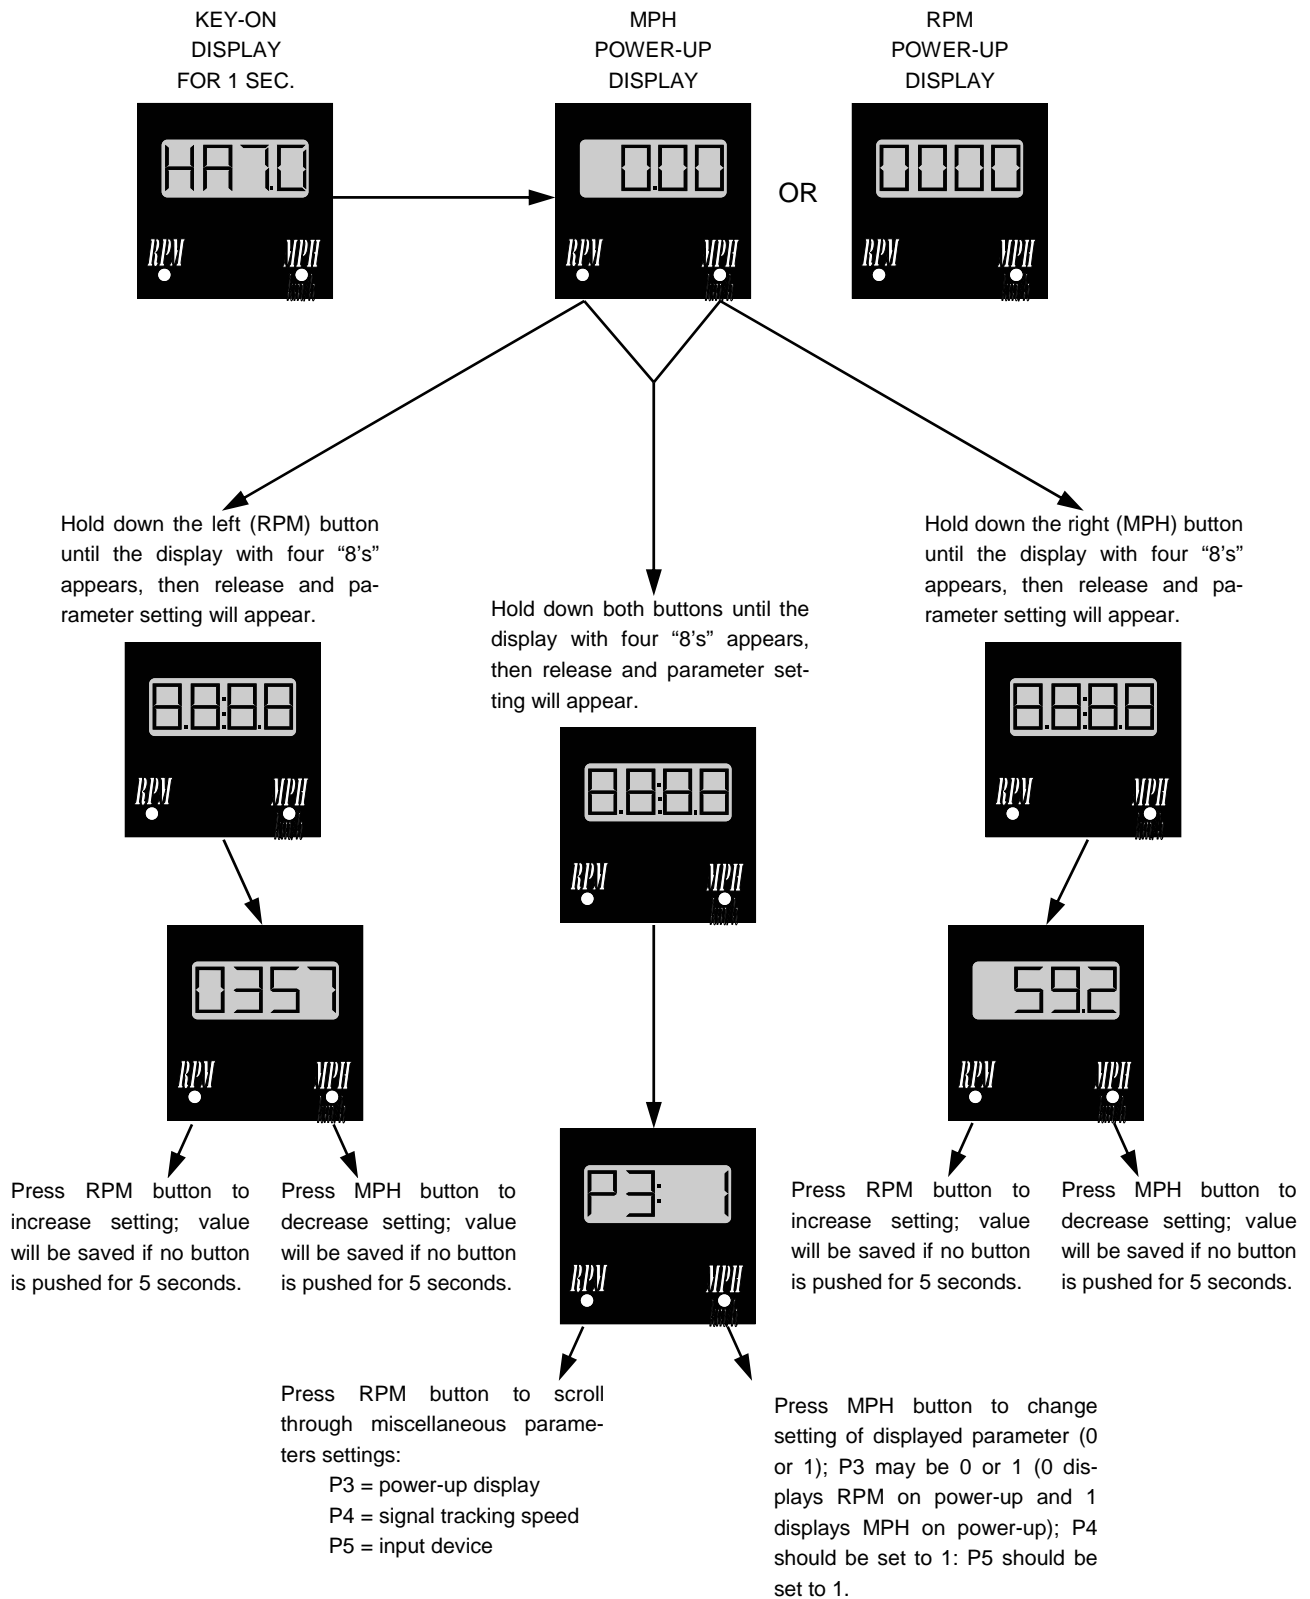 KEY-ON
DISPLAY
FOR 1 SEC.
MPH
POWER-UP
DISPLAY
RPM
POWER-UP
DISPLAY
HA7.0
RPM
MPH
0.00
RPM
MPH
OR
0000
RPM
MPH
Hold down the left (RPM) button
until the display with four “8's”
appears, then release and pa-
rameter setting will appear.
Hold down both buttons until the
display with four “8's” appears,
then release and parameter set-
ting will appear.
Hold down the right (MPH) button
until the display with four “8's”
appears, then release and pa-
rameter setting will appear.
8.8:8.8
RPM
MPH
8.8:8.8
RPM
MPH
8.8:8.8
RPM
MPH
0357
RPM
MPH
59.2
RPM
MPH
Press RPM button to
increase setting; value
will be saved if no button
is pushed for 5 seconds.
Press MPH button to
decrease setting; value
will be saved if no button
is pushed for 5 seconds.
P3: 1
RPM
MPH
Press RPM button to
increase setting; value
will be saved if no button
is pushed for 5 seconds.
Press MPH button to
decrease setting; value
will be saved if no button
is pushed for 5 seconds.
Press RPM button to scroll
through miscellaneous parame-
ters settings:
P3 = power-up display
P4 = signal tracking speed
P5 = input device
Press MPH button to change
setting of displayed parameter (0
or 1); P3 may be 0 or 1 (0 dis-
plays RPM on power-up and 1
displays MPH on power-up); P4
should be set to 1: P5 should be
set to 1.